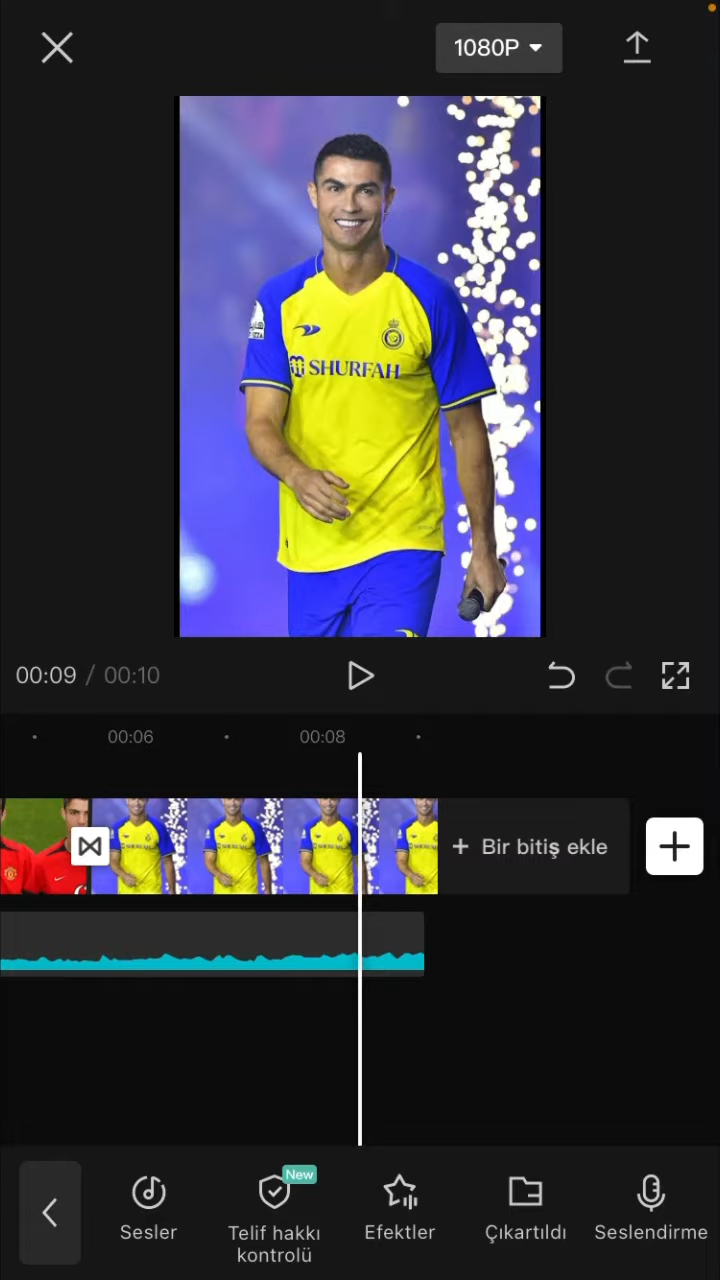 1080P
SHURFAH
00:09 / 00:10
00:06
00:08
+ Bir bitiş ekle
New
Sesler
Telif hakkı
kontrolü
Efektler
Çıkartıldı
Seslendirme